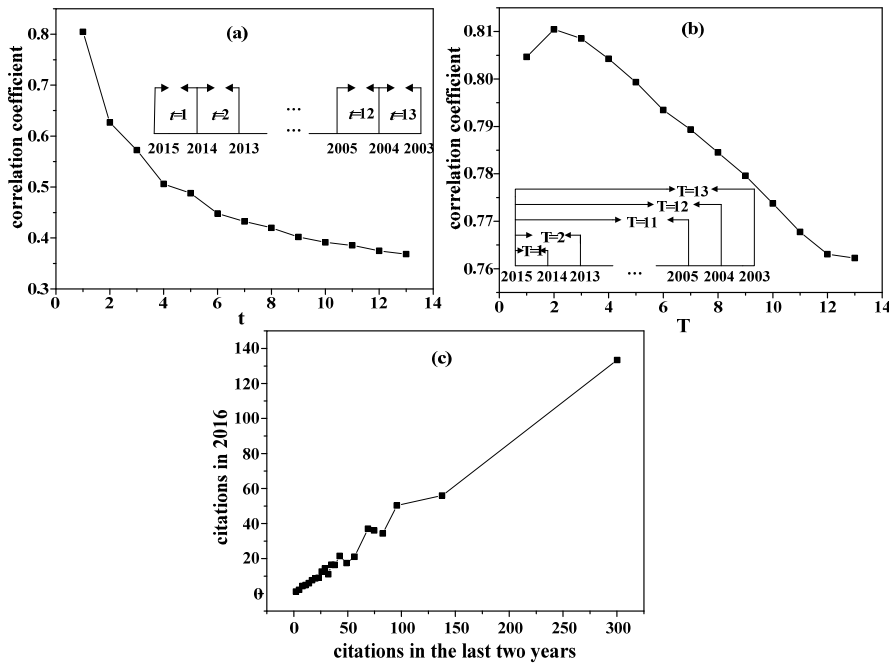 (a)
correlation coefficient
0.8
0.7
0.6
0.5
0.4
0.3
t=1 t=2 ... t=12 t=13
...
2015 2014 2013 2005 2004 2003
0 2 4 6 8 10 12 14
t
(b)
correlation coefficient
0.81
0.80
0.79
0.78
0.77
0.76
T=13
T=12
T=11
T=2
T=1
2015 2014 2013 ... 2005 2004 2003
0 2 4 6 8 10 12 14
T
(c)
citations in 2016
140
120
100
80
60
40
20
0
0 50 100 150 200 250 300
citations in the last two years